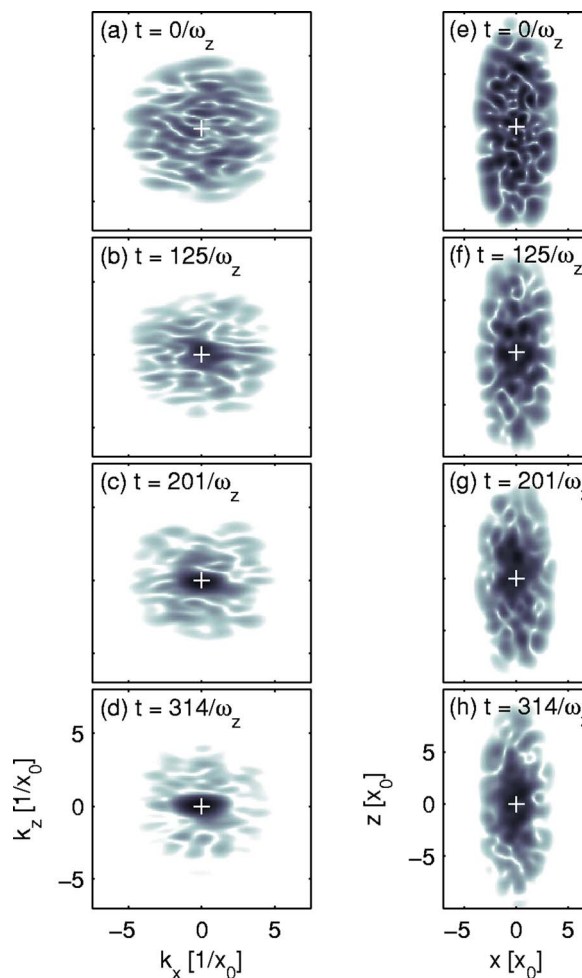 (a) t = 0/ω_z
(e) t = 0/ω_z
(b) t = 125/ω_z
(f) t = 125/ω_z
(c) t = 201/ω_z
(g) t = 201/ω_z
(d) t = 314/ω_z
(h) t = 314/ω_z
k_z [1/x_0]
5
0
−5
−5
0
5
k_x [1/x_0]
z [x_0]
5
0
−5
−5
0
5
x [x_0]